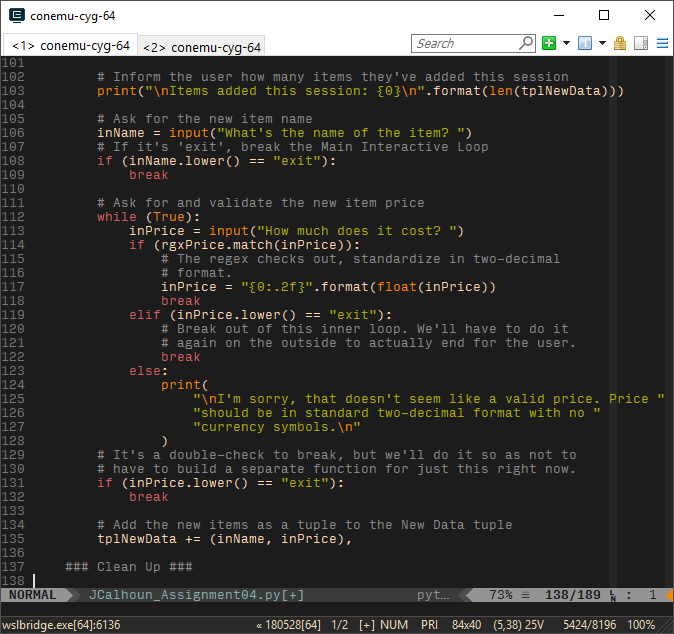 conemu-cyg-64
<1> conemu-cyg-64
<2> conemu-cyg-64
Search
101
102         # Inform the user how many items they've added this session
103         print("\nItems added this session: {0}\n".format(len(tplNewData)))
104
105         # Ask for the new item name
106         inName = input("What's the name of the item? ")
107         # If it's 'exit', break the Main Interactive Loop
108         if (inName.lower() == "exit"):
109             break
110
111         # Ask for and validate the new item price
112         while (True):
113             inPrice = input("How much does it cost? ")
114             if (rgxPrice.match(inPrice)):
115                 # The regex checks out, standardize in two-decimal
116                 # format.
117                 inPrice = "{0:.2f}".format(float(inPrice))
118                 break
119             elif (inPrice.lower() == "exit"):
120                 # Break out of this inner loop. We'll have to do it
121                 # again on the outside to actually end for the user.
122                 break
123             else:
124                 print(
125                     "\nI'm sorry, that doesn't seem like a valid price. Price "
126                     "should be in standard two-decimal format with no "
127                     "currency symbols.\n"
128                 )
129         # It's a double-check to break, but we'll do it so as not to
130         # have to build a separate function for just this right now.
131         if (inPrice.lower() == "exit"):
132             break
133
134         # Add the new items as a tuple to the New Data tuple
135         tplNewData += (inName, inPrice),
136
137     ### Clean Up ###
138
NORMAL JCalhoun_Assignment04.py[+] pyt… 73% ≡ 138/189 ㏑ : 1
wslbridge.exe[64]:6136 « 180528[64] 1/2 [+] NUM PRI 84x40 (5,38) 25V 5424/8196 100%